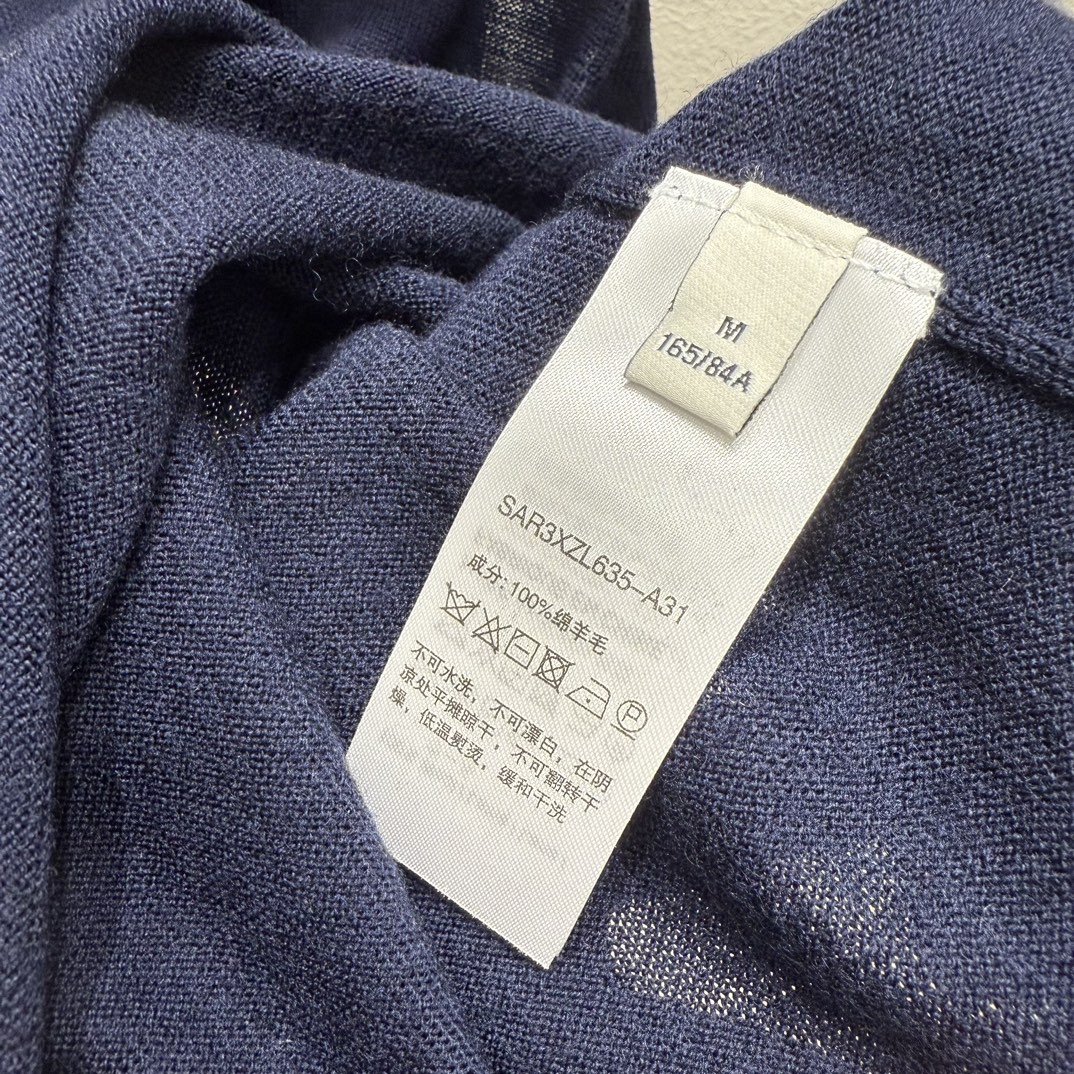 M
165/84A
SAR3XZL635-A31
成分: 100%绵羊毛
P
不可水洗，不可漂白，在阴
凉处平摊晾干，不可翻转干
燥，低温熨烫，缓和干洗